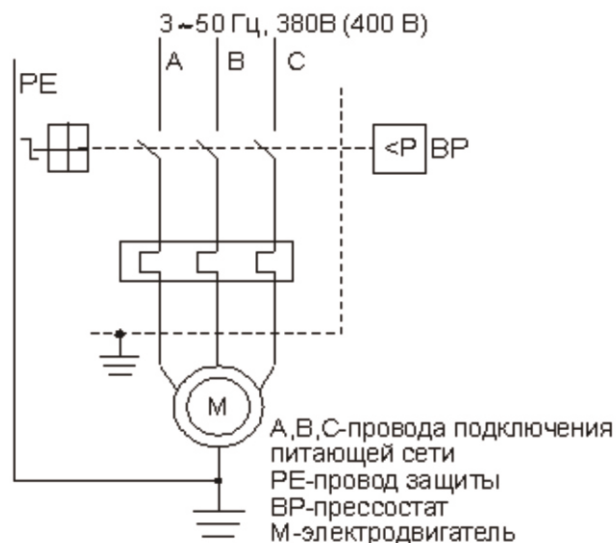 3~50 Гц, 380В (400 В)
A B C
PE
<P BP
M
A,B,C-провода подключения
питающей сети
PE-провод защиты
BP-прессостат
М-электродвигатель